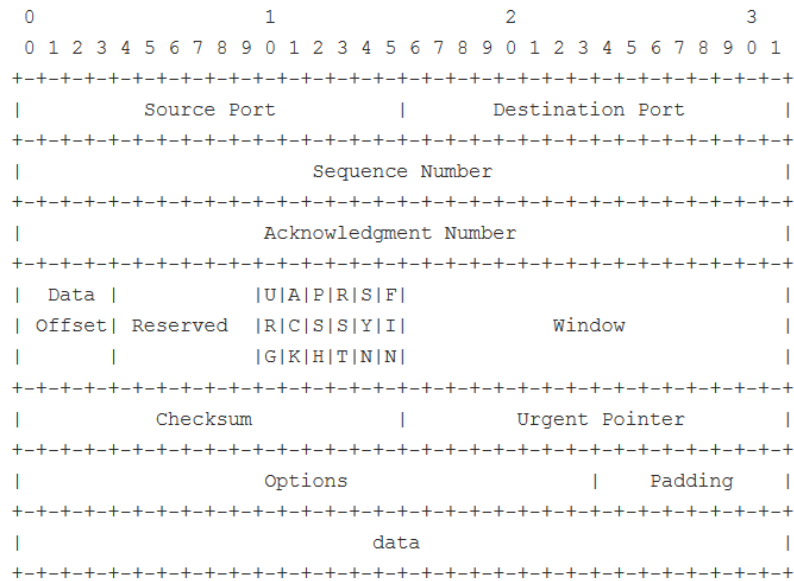 0                   1                   2                   3
 0 1 2 3 4 5 6 7 8 9 0 1 2 3 4 5 6 7 8 9 0 1 2 3 4 5 6 7 8 9 0 1
+-+-+-+-+-+-+-+-+-+-+-+-+-+-+-+-+-+-+-+-+-+-+-+-+-+-+-+-+-+-+-+-+
|          Source Port          |       Destination Port        |
+-+-+-+-+-+-+-+-+-+-+-+-+-+-+-+-+-+-+-+-+-+-+-+-+-+-+-+-+-+-+-+-+
|                        Sequence Number                        |
+-+-+-+-+-+-+-+-+-+-+-+-+-+-+-+-+-+-+-+-+-+-+-+-+-+-+-+-+-+-+-+-+
|                    Acknowledgment Number                      |
+-+-+-+-+-+-+-+-+-+-+-+-+-+-+-+-+-+-+-+-+-+-+-+-+-+-+-+-+-+-+-+-+
|  Data |           |U|A|P|R|S|F|                               |
| Offset| Reserved  |R|C|S|S|Y|I|            Window             |
|       |           |G|K|H|T|N|N|                               |
+-+-+-+-+-+-+-+-+-+-+-+-+-+-+-+-+-+-+-+-+-+-+-+-+-+-+-+-+-+-+-+-+
|           Checksum            |         Urgent Pointer        |
+-+-+-+-+-+-+-+-+-+-+-+-+-+-+-+-+-+-+-+-+-+-+-+-+-+-+-+-+-+-+-+-+
|                    Options                    |    Padding    |
+-+-+-+-+-+-+-+-+-+-+-+-+-+-+-+-+-+-+-+-+-+-+-+-+-+-+-+-+-+-+-+-+
|                             data                              |
+-+-+-+-+-+-+-+-+-+-+-+-+-+-+-+-+-+-+-+-+-+-+-+-+-+-+-+-+-+-+-+-+